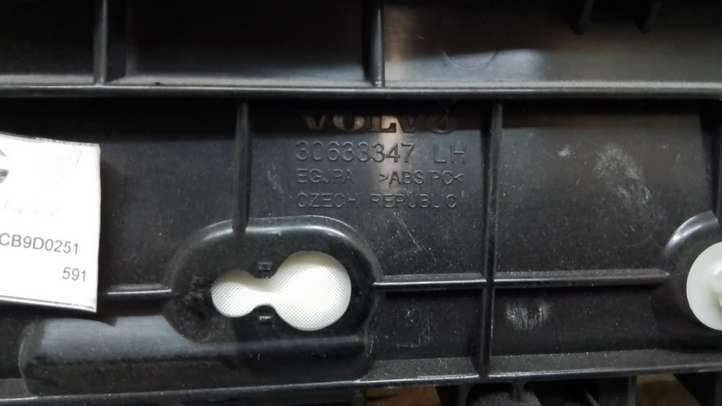 VOLVO
30633347 LH
EGJPA >ABS PC<
CZECH REPUBLIC
CB9D0251
591